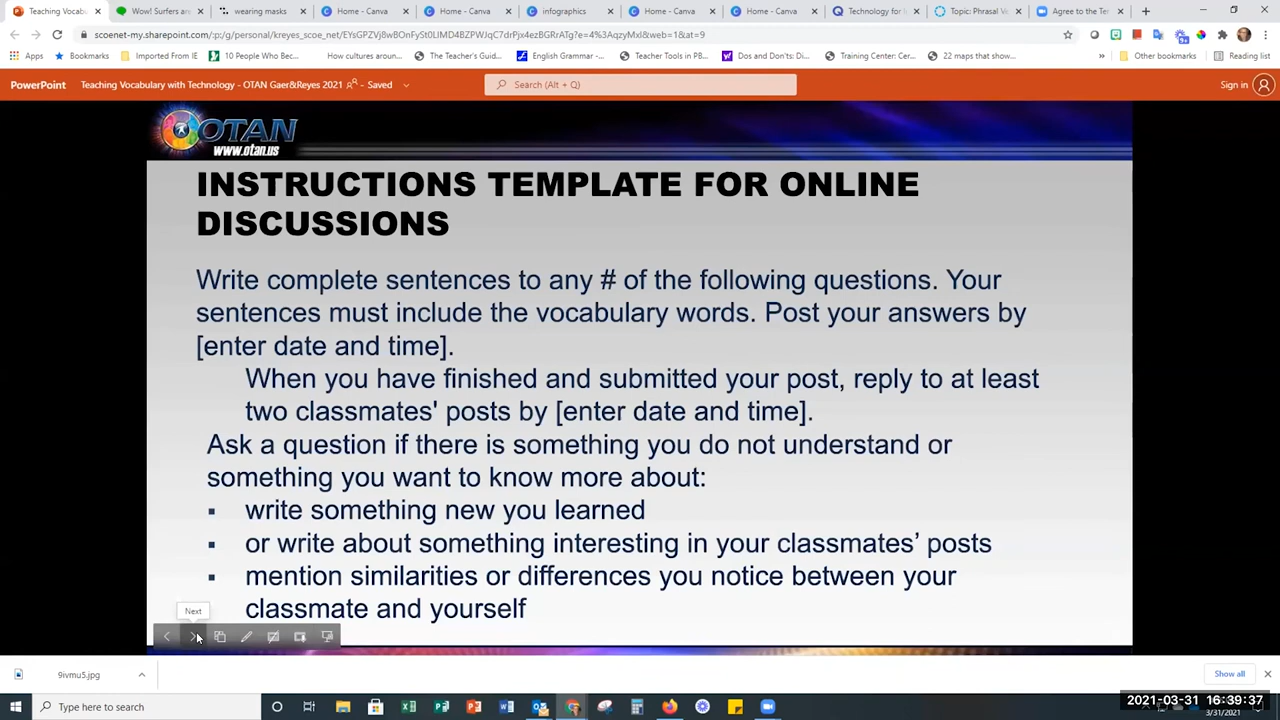 Teaching Vocab
Wow! Surfers are
wearing masks
Home - Canva
Home - Canva
infographics
Home - Canva
Home - Canva
Technology for
Topic: Phrasal Ve
Agree to the Te
scoenet-my.sharepoint.com
Apps
Bookmarks
Imported From IE
10 People Who Bec...
How cultures aroun...
The Teacher's Guid...
English Grammar -...
Teacher Tools in PB...
Dos and Don'ts: Di...
Training Center: Cer...
22 maps that show...
Other bookmarks
Reading list
PowerPoint
Teaching Vocabulary with Technology - OTAN Gaer&Reyes 2021 - Saved
Search (Alt + Q)
Sign in
OTAN
www.otan.us
INSTRUCTIONS TEMPLATE FOR ONLINE
DISCUSSIONS
Write complete sentences to any # of the following questions. Your
sentences must include the vocabulary words. Post your answers by
[enter date and time].
When you have finished and submitted your post, reply to at least
two classmates' posts by [enter date and time].
Ask a question if there is something you do not understand or
something you want to know more about:
▪ write something new you learned
▪ or write about something interesting in your classmates’ posts
▪ mention similarities or differences you notice between your
classmate and yourself
Next
9ivmu5.jpg
Show all
Type here to search
2021-03-31 16:39:37
3/31/2021